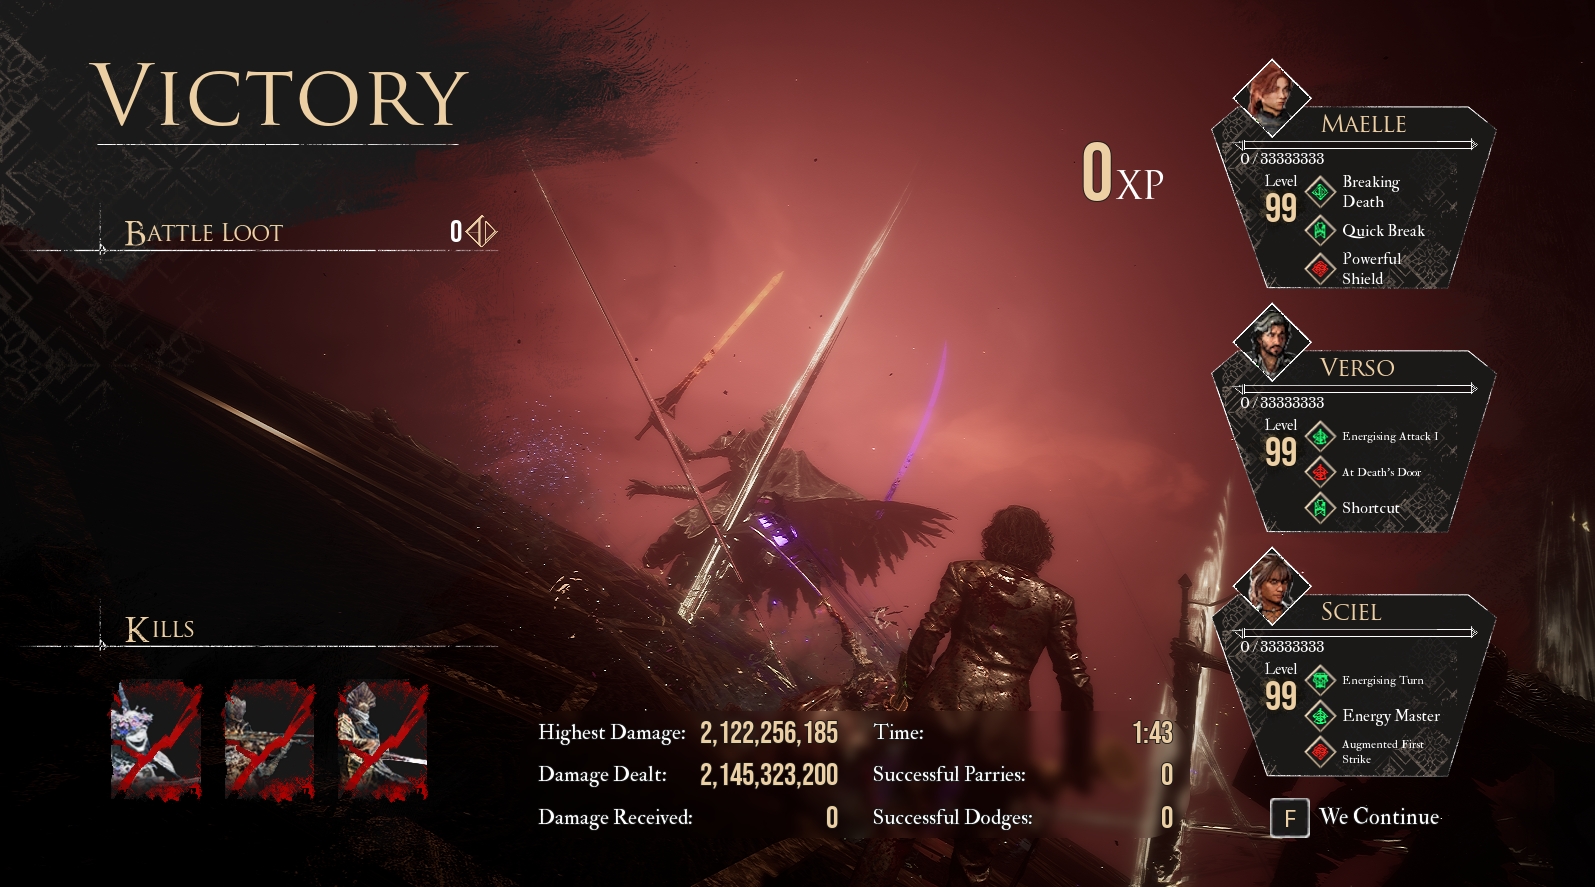 VICTORY
BATTLE LOOT 0
0 XP
MAELLE
0 / 33333333
Level
99
Breaking
Death
Quick Break
Powerful
Shield
VERSO
0 / 33333333
Level
99
Energising Attack I
At Death's Door
Shortcut
SCIEL
0 / 33333333
Level
99
Energising Turn
Energy Master
Augmented First
Strike
KILLS
Highest Damage: 2,122,256,185
Damage Dealt: 2,145,323,200
Damage Received: 0
Time: 1:43
Successful Parries: 0
Successful Dodges: 0
F We Continue